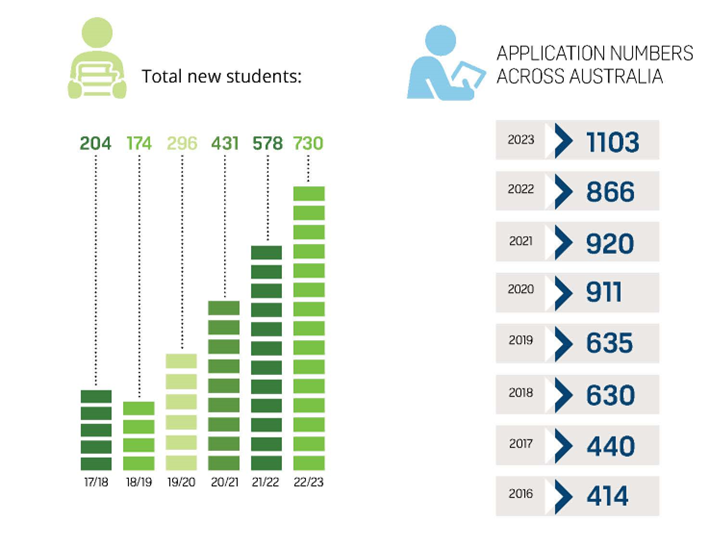 Total new students:
204 174 296 431 578 730
17/18 18/19 19/20 20/21 21/22 22/23
APPLICATION NUMBERS
ACROSS AUSTRALIA
2023 1103
2022 866
2021 920
2020 911
2019 635
2018 630
2017 440
2016 414